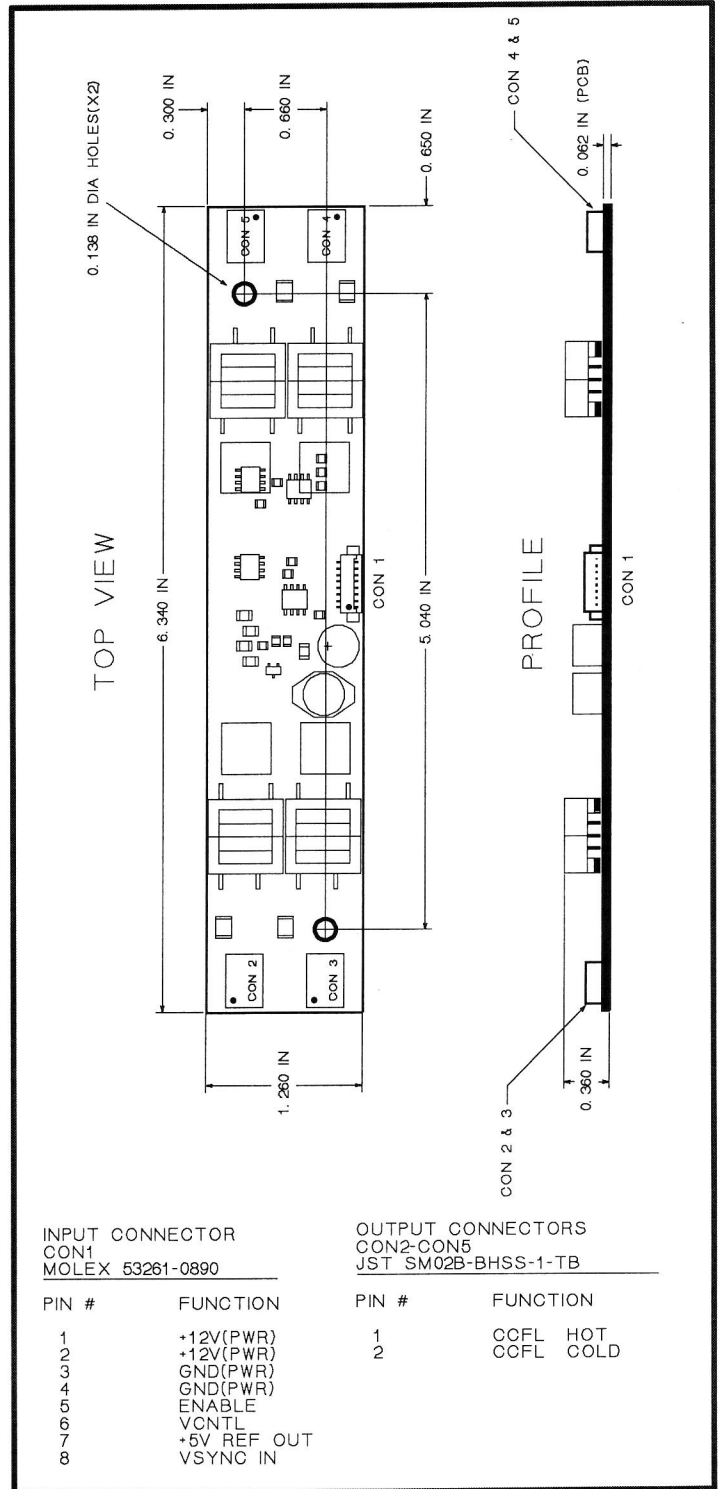 0.138 IN DIA HOLES(X2)
0.300 IN
0.660 IN
0.650 IN
CON 4 & 5
0.062 IN (PCB)
TOP VIEW
6.340 IN
CON 5
CON 4
CON 1
5.040 IN
PROFILE
CON 1
CON 2
CON 3
1.260 IN
CON 2 & 3
0.360 IN
INPUT CONNECTOR
CON1
MOLEX 53261-0890
PIN # FUNCTION
1 +12V(PWR)
2 +12V(PWR)
3 GND(PWR)
4 GND(PWR)
5 ENABLE
6 VCNTL
7 +5V REF OUT
8 VSYNC IN
OUTPUT CONNECTORS
CON2-CON5
JST SM02B-BHSS-1-TB
PIN # FUNCTION
1 CCFL HOT
2 CCFL COLD